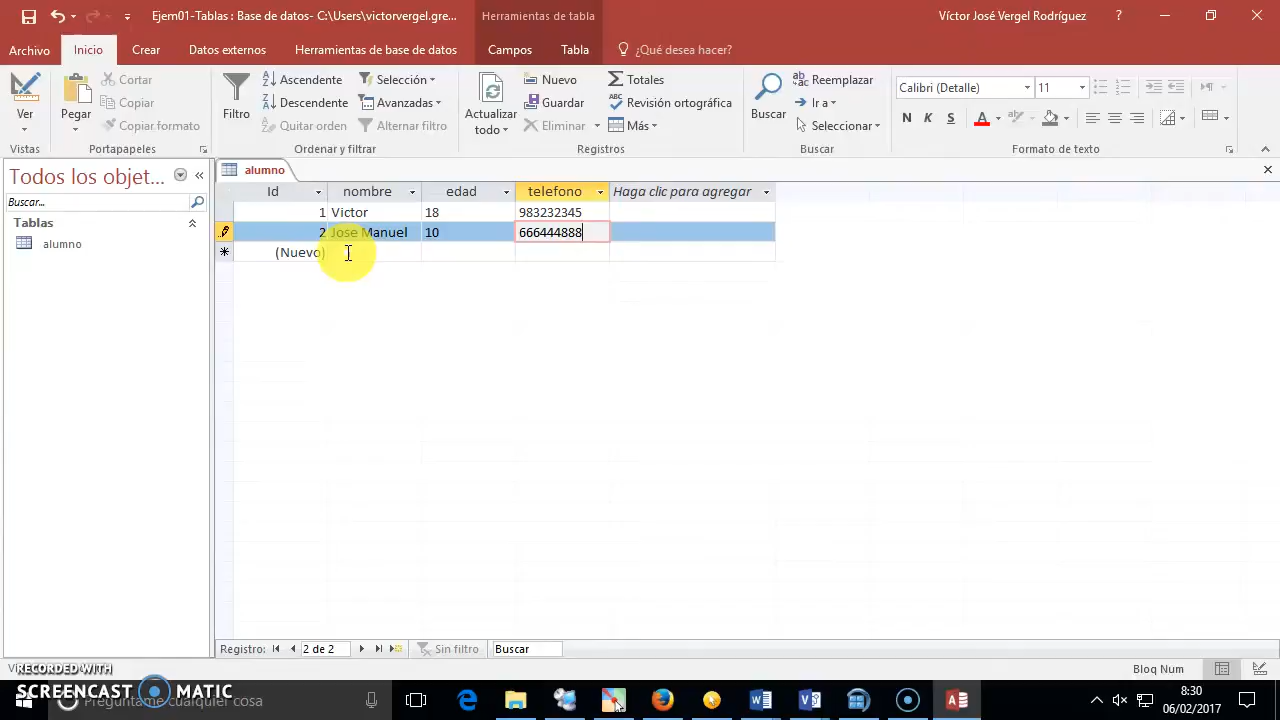 Ejem01-Tablas : Base de datos- C:\Users\victorvergel.gre...
Herramientas de tabla
Víctor José Vergel Rodríguez
?
Archivo
Inicio
Crear
Datos externos
Herramientas de base de datos
Campos
Tabla
¿Qué desea hacer?
Ver
Pegar
Cortar
Copiar
Copiar formato
Filtro
Ascendente
Descendente
Quitar orden
Selección
Avanzadas
Alternar filtro
Actualizar
todo
Nuevo
Guardar
Eliminar
Totales
Revisión ortográfica
Más
Buscar
Reemplazar
Ir a
Seleccionar
Calibri (Detalle)
11
N K S A
Vistas
Portapapeles
Ordenar y filtrar
Registros
Buscar
Formato de texto
Todos los objet...
Buscar...
Tablas
alumno
alumno
Id nombre edad telefono Haga clic para agregar
1 Victor 18 983232345
2 Jose Manuel 10 666444888
(Nuevo)
Registro:
2 de 2
Sin filtro
Buscar
RECORDED WITH
SCREENCAST MATIC
Bloq Num
Pregúntame cualquier cosa
8:30
06/02/2017